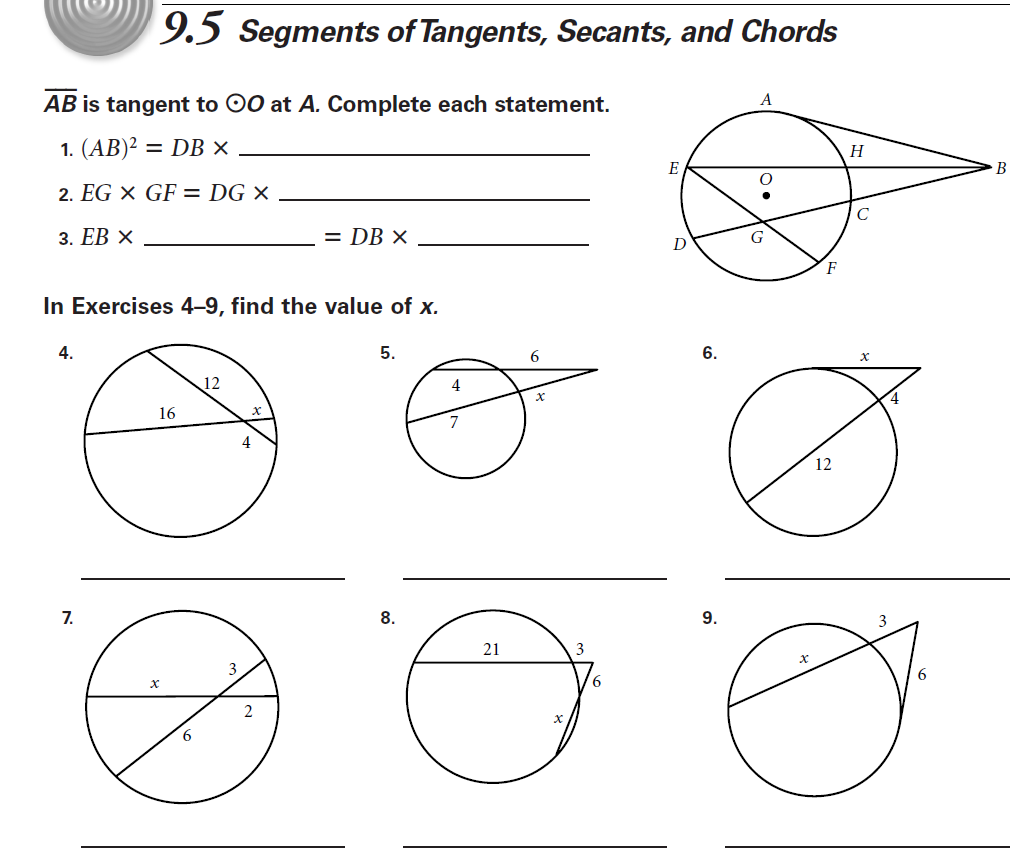 9.5 Segments of Tangents, Secants, and Chords
AB is tangent to ⊙O at A. Complete each statement.
1. (AB)² = DB ×
2. EG × GF = DG ×
3. EB × = DB ×
A
H
E
B
O
C
G
D
F
In Exercises 4–9, find the value of x.
4.
12
16
x
4
5.
6
4
x
7
6.
x
4
12
7.
3
x
2
6
8.
21
3
6
x
9.
3
x
6